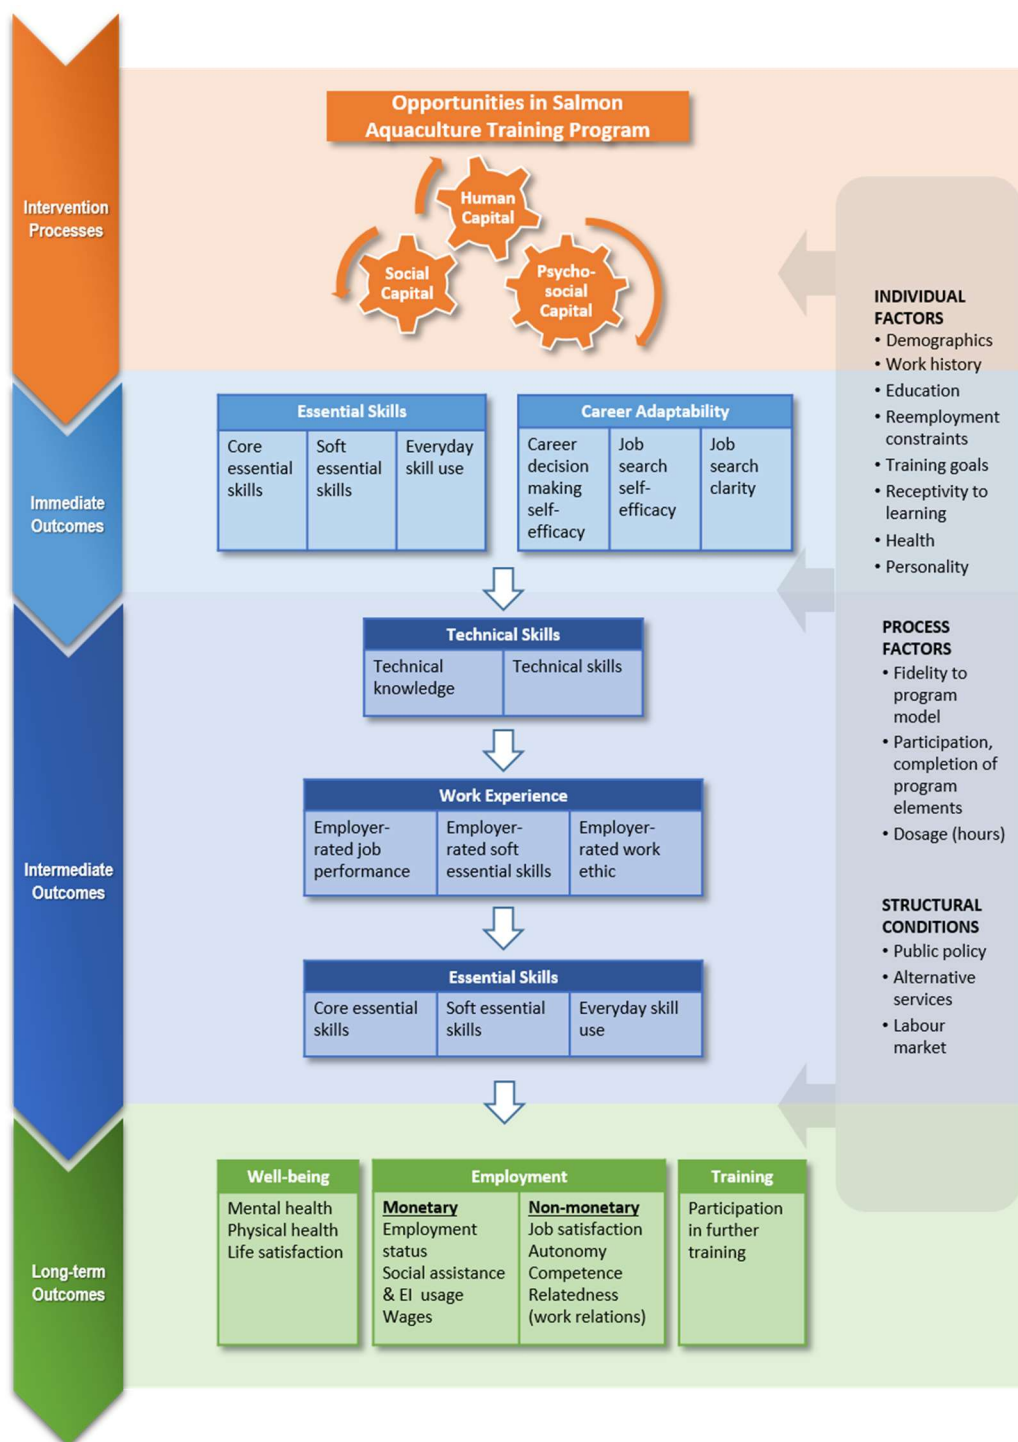 Opportunities in Salmon
Aquaculture Training Program
Intervention
Processes
Human
Capital
Social
Capital
Psycho-
social
Capital
Immediate
Outcomes
Essential Skills
Core
essential
skills
Soft
essential
skills
Everyday
skill use
Career Adaptability
Career
decision
making
self-
efficacy
Job
search
self-
efficacy
Job
search
clarity
Intermediate
Outcomes
Technical Skills
Technical
knowledge
Technical skills
Work Experience
Employer-
rated job
performance
Employer-
rated soft
essential skills
Employer-
rated work
ethic
Essential Skills
Core essential
skills
Soft essential
skills
Everyday skill
use
Long-term
Outcomes
Well-being
Mental health
Physical health
Life satisfaction
Employment
Monetary
Employment
status
Social assistance
& EI usage
Wages
Non-monetary
Job satisfaction
Autonomy
Competence
Relatedness
(work relations)
Training
Participation
in further
training
INDIVIDUAL
FACTORS
• Demographics
• Work history
• Education
• Reemployment
constraints
• Training goals
• Receptivity to
learning
• Health
• Personality
PROCESS
FACTORS
• Fidelity to
program
model
• Participation,
completion of
program
elements
• Dosage (hours)
STRUCTURAL
CONDITIONS
• Public policy
• Alternative
services
• Labour
market